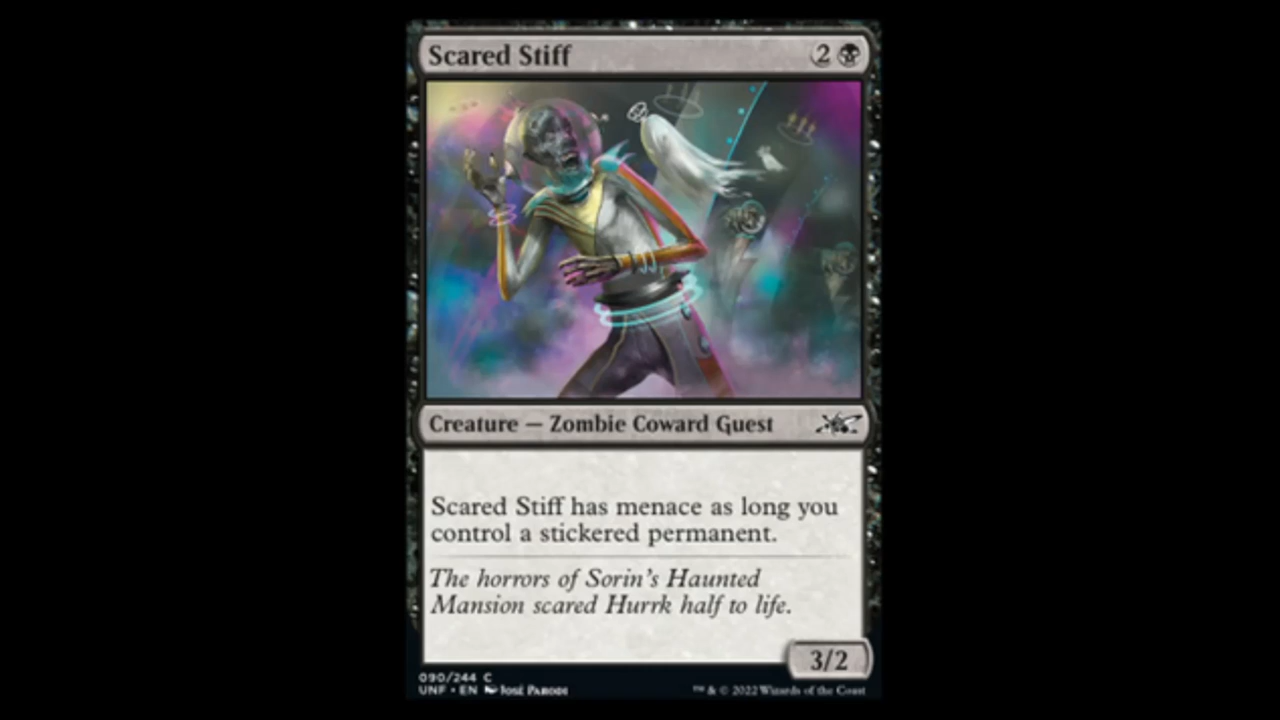 Scared Stiff 2
Creature — Zombie Coward Guest
Scared Stiff has menace as long you
control a stickered permanent.
The horrors of Sorin's Haunted
Mansion scared Hurrk half to life.
3/2
090/244 C
UNF • EN José Parodi
™ & © 2022 Wizards of the Coast